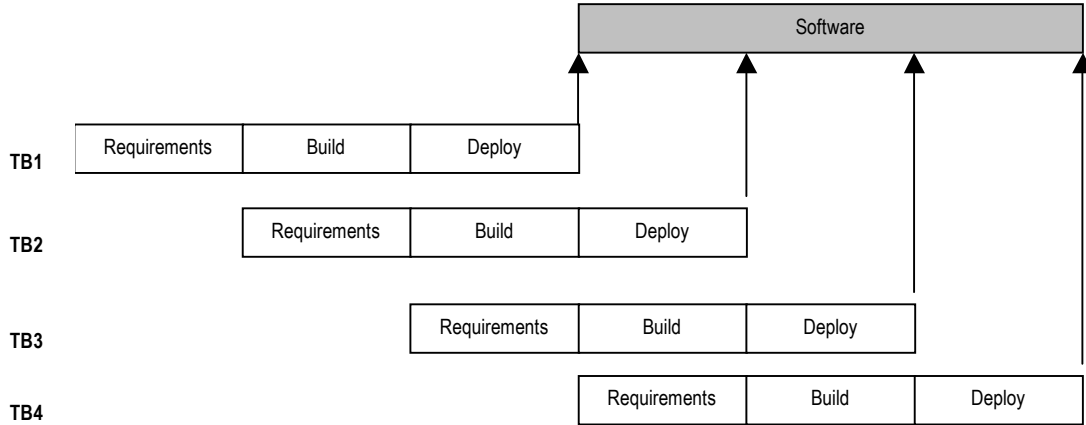 Software
TB1 Requirements Build Deploy
TB2 Requirements Build Deploy
TB3 Requirements Build Deploy
TB4 Requirements Build Deploy